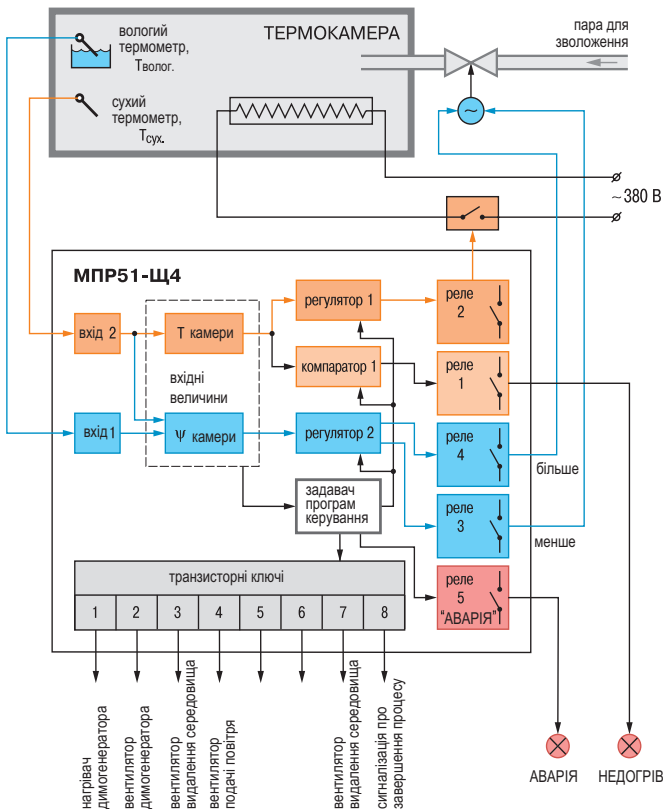 ТЕРМОКАМЕРА
вологий
термометр,
Tволог.
сухий
термометр,
Tсух.
пара для
зволоження
~
~380 В
МПР51-Щ4
вхід 2
T камери
регулятор 1
реле
2
компаратор 1
реле
1
вхідні
величини
вхід 1
ψ камери
регулятор 2
реле
4
більше
задавач
програм
керування
реле
3
менше
транзисторні ключі
1 2 3 4 5 6 7 8
реле
5
"АВАРІЯ"
нагрівач
димогенератора
вентилятор
димогенератора
вентилятор
видалення середовища
вентилятор
подачі повітря
вентилятор
видалення середовища
сигналізація про
завершення процесу
АВАРІЯ
НЕДОГРІВ